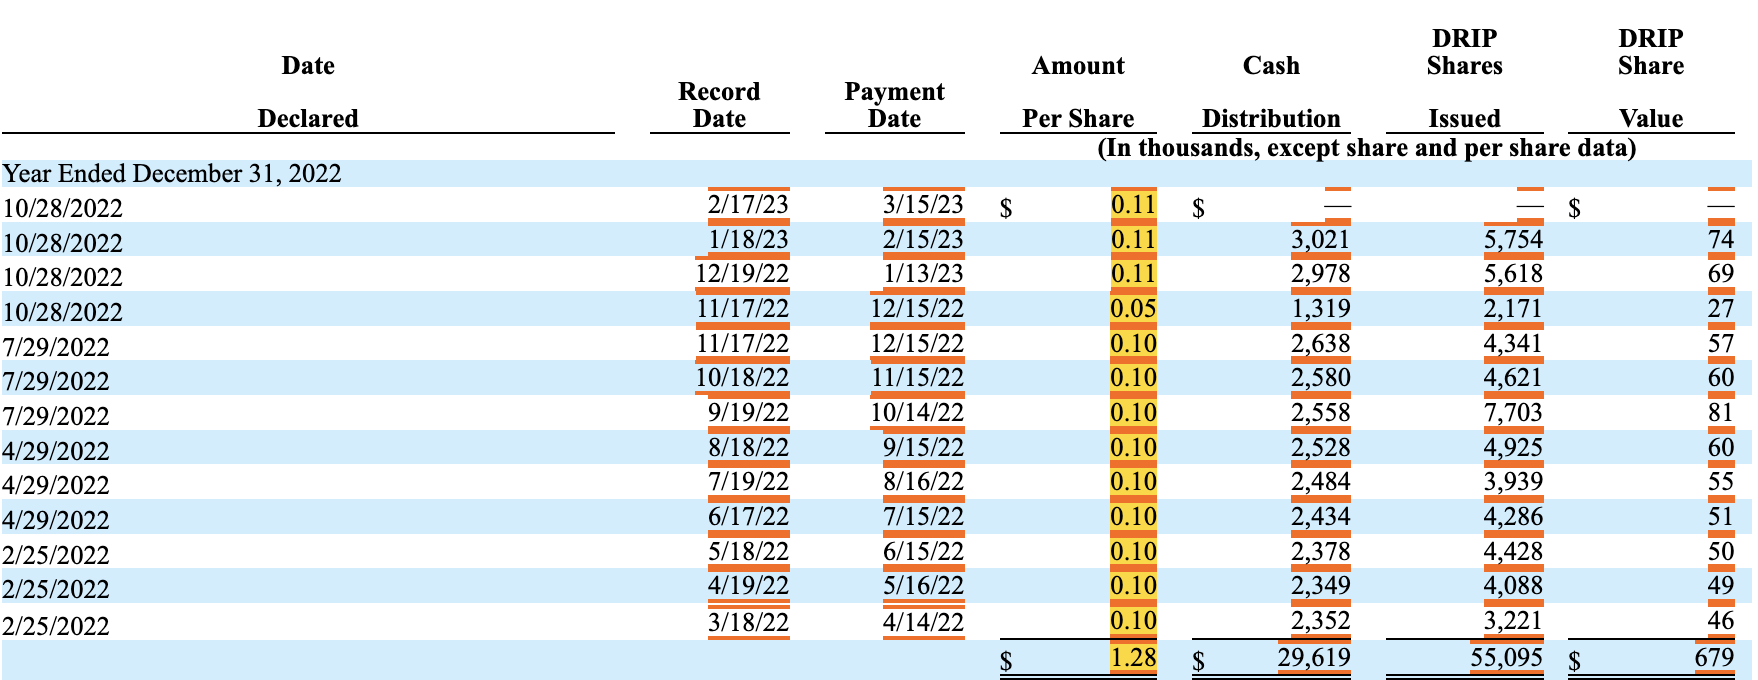 Date Declared Record Date Payment Date Amount Per Share Cash Distribution DRIP Shares Issued DRIP Share Value
(In thousands, except share and per share data)
Year Ended December 31, 2022
10/28/2022 2/17/23 3/15/23 $ 0.11 $ — — $ —
10/28/2022 1/18/23 2/15/23 0.11 3,021 5,754 74
10/28/2022 12/19/22 1/13/23 0.11 2,978 5,618 69
10/28/2022 11/17/22 12/15/22 0.05 1,319 2,171 27
7/29/2022 11/17/22 12/15/22 0.10 2,638 4,341 57
7/29/2022 10/18/22 11/15/22 0.10 2,580 4,621 60
7/29/2022 9/19/22 10/14/22 0.10 2,558 7,703 81
4/29/2022 8/18/22 9/15/22 0.10 2,528 4,925 60
4/29/2022 7/19/22 8/16/22 0.10 2,484 3,939 55
4/29/2022 6/17/22 7/15/22 0.10 2,434 4,286 51
2/25/2022 5/18/22 6/15/22 0.10 2,378 4,428 50
2/25/2022 4/19/22 5/16/22 0.10 2,349 4,088 49
2/25/2022 3/18/22 4/14/22 0.10 2,352 3,221 46
$ 1.28 $ 29,619 55,095 $ 679